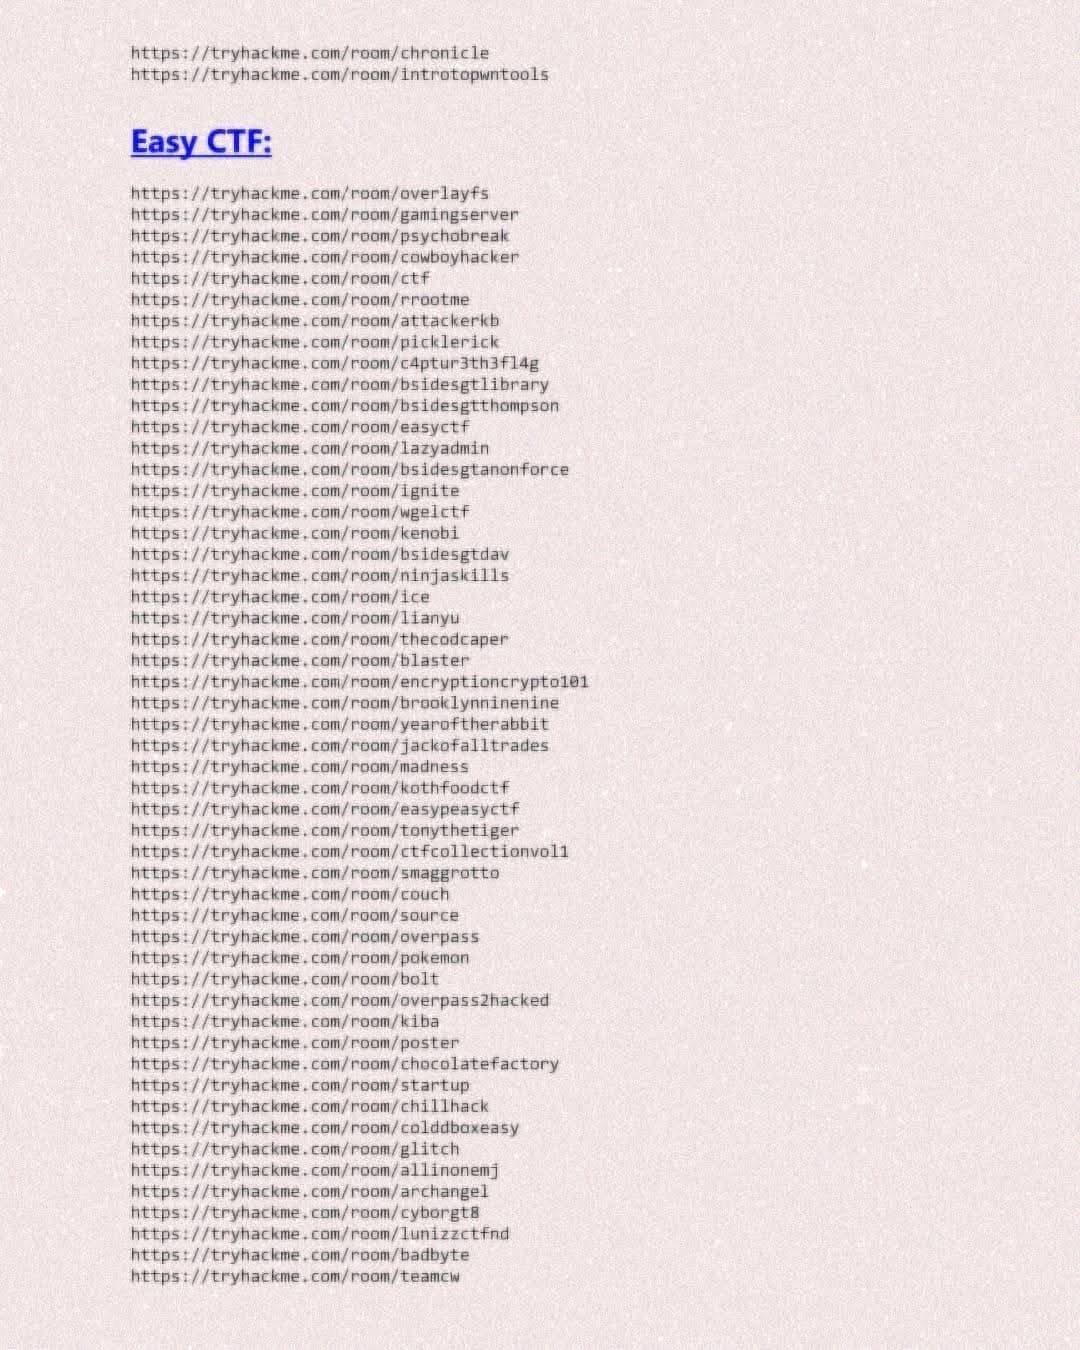 https://tryhackme.com/room/chronicle
https://tryhackme.com/room/introtopwntools
Easy CTF:
https://tryhackme.com/room/overlayfs
https://tryhackme.com/room/gamingserver
https://tryhackme.com/room/psychobreak
https://tryhackme.com/room/cowboyhacker
https://tryhackme.com/room/ctf
https://tryhackme.com/room/rrootme
https://tryhackme.com/room/attackerkb
https://tryhackme.com/room/picklerick
https://tryhackme.com/room/c4ptur3th3fl4g
https://tryhackme.com/room/bsidesgtlibrary
https://tryhackme.com/room/bsidesgtthompson
https://tryhackme.com/room/easyctf
https://tryhackme.com/room/lazyadmin
https://tryhackme.com/room/bsidesgtanonforce
https://tryhackme.com/room/ignite
https://tryhackme.com/room/wgelctf
https://tryhackme.com/room/kenobi
https://tryhackme.com/room/bsidesgtdav
https://tryhackme.com/room/ninjaskills
https://tryhackme.com/room/ice
https://tryhackme.com/room/lianyu
https://tryhackme.com/room/thecodcaper
https://tryhackme.com/room/blaster
https://tryhackme.com/room/encryptioncrypto101
https://tryhackme.com/room/brooklynninenine
https://tryhackme.com/room/yearoftherabbit
https://tryhackme.com/room/jackofalltrades
https://tryhackme.com/room/madness
https://tryhackme.com/room/kothfoodctf
https://tryhackme.com/room/easypeasyctf
https://tryhackme.com/room/tonythetiger
https://tryhackme.com/room/ctfcollectionvol1
https://tryhackme.com/room/smaggrotto
https://tryhackme.com/room/couch
https://tryhackme.com/room/source
https://tryhackme.com/room/overpass
https://tryhackme.com/room/pokemon
https://tryhackme.com/room/bolt
https://tryhackme.com/room/overpass2hacked
https://tryhackme.com/room/kiba
https://tryhackme.com/room/poster
https://tryhackme.com/room/chocolatefactory
https://tryhackme.com/room/startup
https://tryhackme.com/room/chillhack
https://tryhackme.com/room/colddboxeasy
https://tryhackme.com/room/glitch
https://tryhackme.com/room/allinonemj
https://tryhackme.com/room/archangel
https://tryhackme.com/room/cyborgt8
https://tryhackme.com/room/lunizzctfnd
https://tryhackme.com/room/badbyte
https://tryhackme.com/room/teamcw